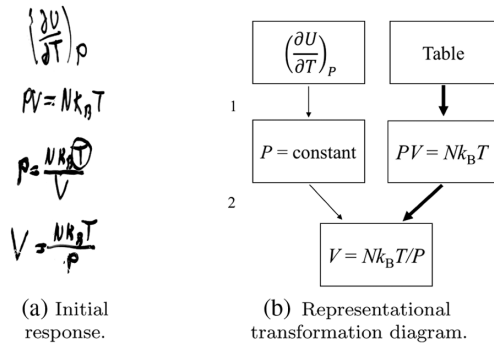 (∂U/∂T)_P
PV = Nk_BT
P = Nk_BT/V
V = Nk_BT/P
(a) Initial
response.
(∂U/∂T)_P
Table
1
P = constant
PV = Nk_BT
2
V = Nk_BT/P
(b) Representational
transformation diagram.